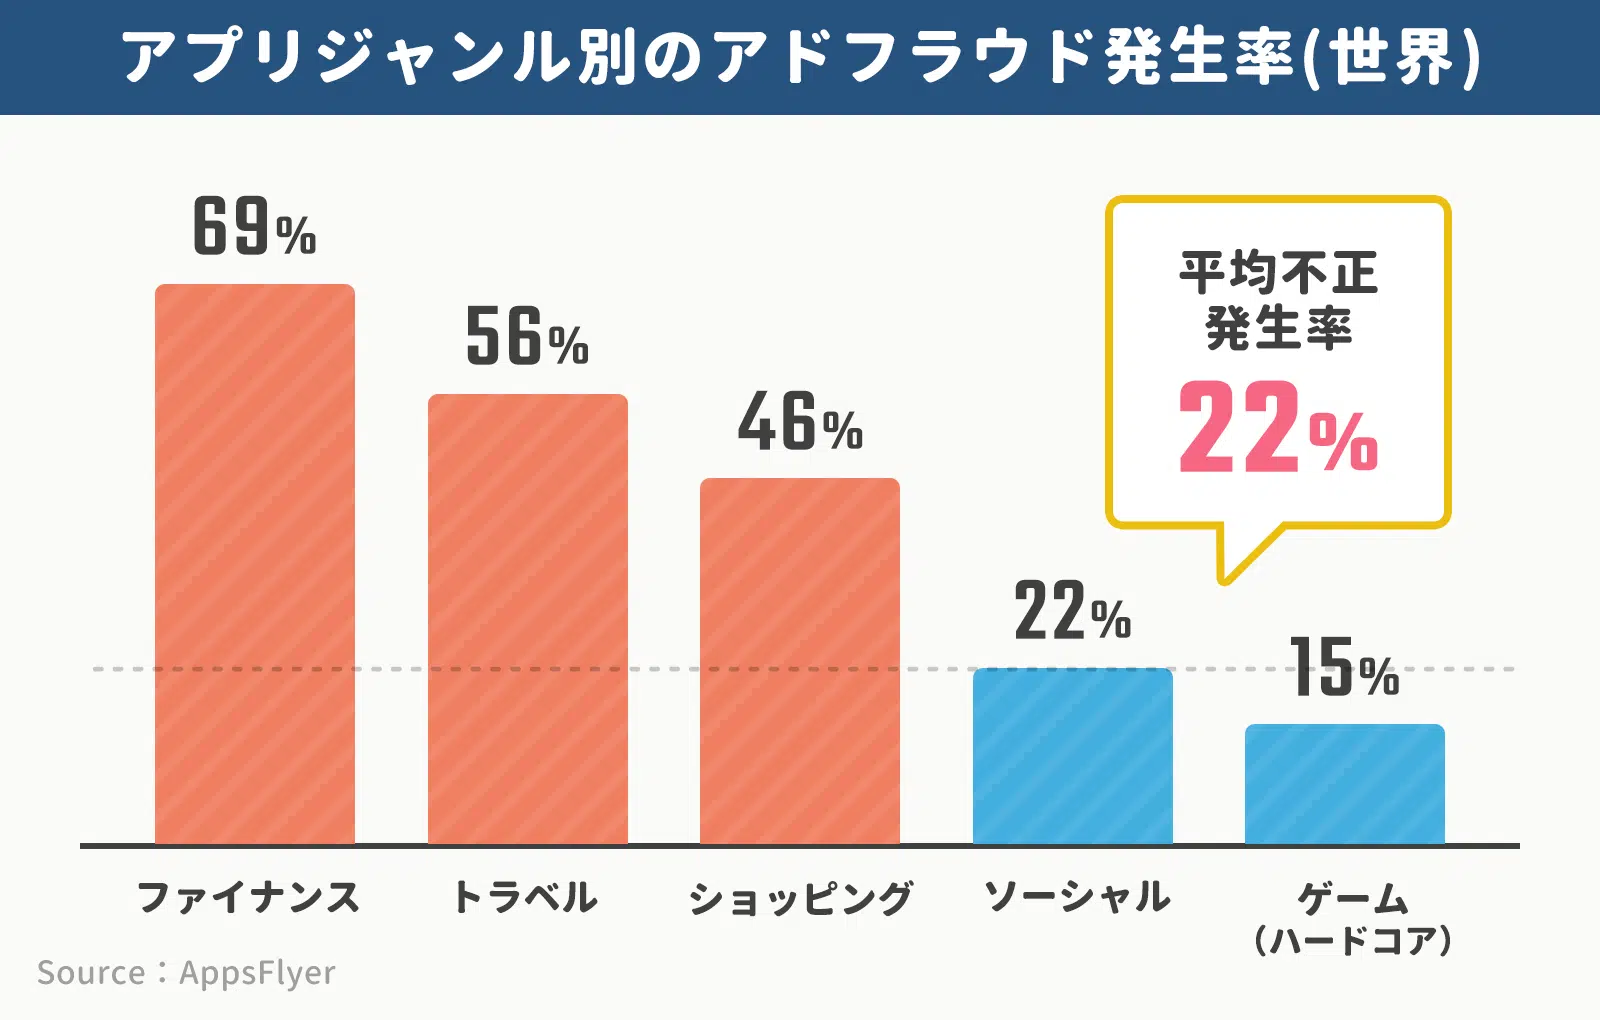 アプリジャンル別のアドフラウド発生率(世界)
69%
56%
46%
22%
15%
平均不正
発生率
22%
ファイナンス
トラベル
ショッピング
ソーシャル
ゲーム
（ハードコア）
Source：AppsFlyer